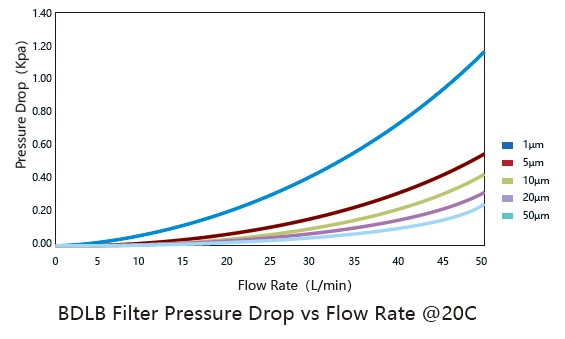 1.40
1.20
1.00
0.80
0.60
0.40
0.20
0.00
Pressure Drop (Kpa)
0 5 10 15 20 25 30 35 40 45 50
Flow Rate (L/min)
1μm
5μm
10μm
20μm
50μm
BDLB Filter Pressure Drop vs Flow Rate @20C